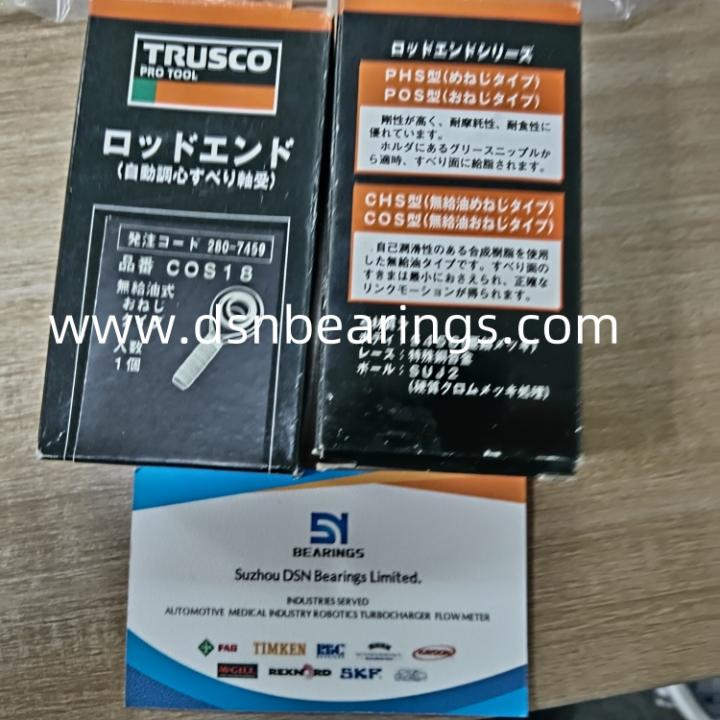 TRUSCO
PRO TOOL
ロッドエンド
(自動調心すべり軸受)
発注コード 280-7459
品番 COS18
無給油式
おねじ
入数
1個
ロッドエンドシリーズ
PHS型(めねじタイプ)
POS型(おねじタイプ)
剛性が高く、耐摩耗性、耐食性に
優れています。
ホルダにあるグリースニップルか
ら適時、すべり面に給脂されます。
CHS型(無給油めねじタイプ)
COS型(無給油おねじタイプ)
自己潤滑性のある合成樹脂を使用
した無給油タイプです。すべり面の
すきまは最小におさえられ、正確な
リンクモーションが得られます。
レース:特殊銅合金
ボール:SUJ2
(硬質クロムメッキ処理)
www.dsnbearings.com
BEARINGS
Suzhou DSN Bearings Limited.
INDUSTRIES SERVED
AUTOMOTIVE MEDICAL INDUSTRY ROBOTICS TURBOCHARGER FLOW METER
FAG TIMKEN RBC KAYDON
McGILL REXNORD SKF